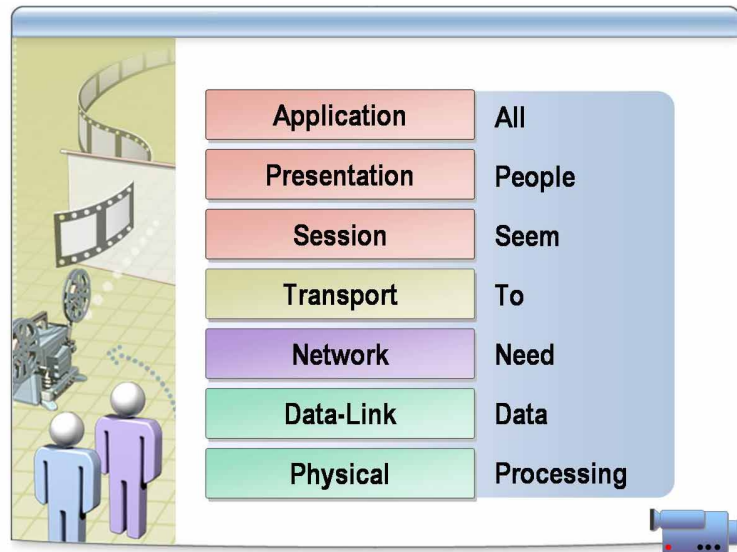 Application All
Presentation People
Session Seem
Transport To
Network Need
Data-Link Data
Physical Processing